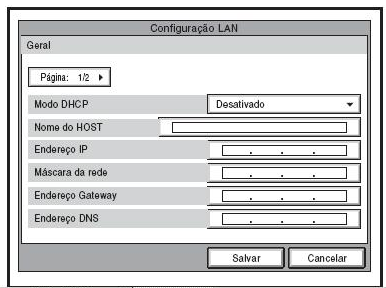 Configuração LAN
Geral
Página: 1/2
Modo DHCP Desativado
Nome do HOST
Endereço IP . . .
Máscara da rede . . .
Endereço Gateway . . .
Endereço DNS . . .
Salvar Cancelar